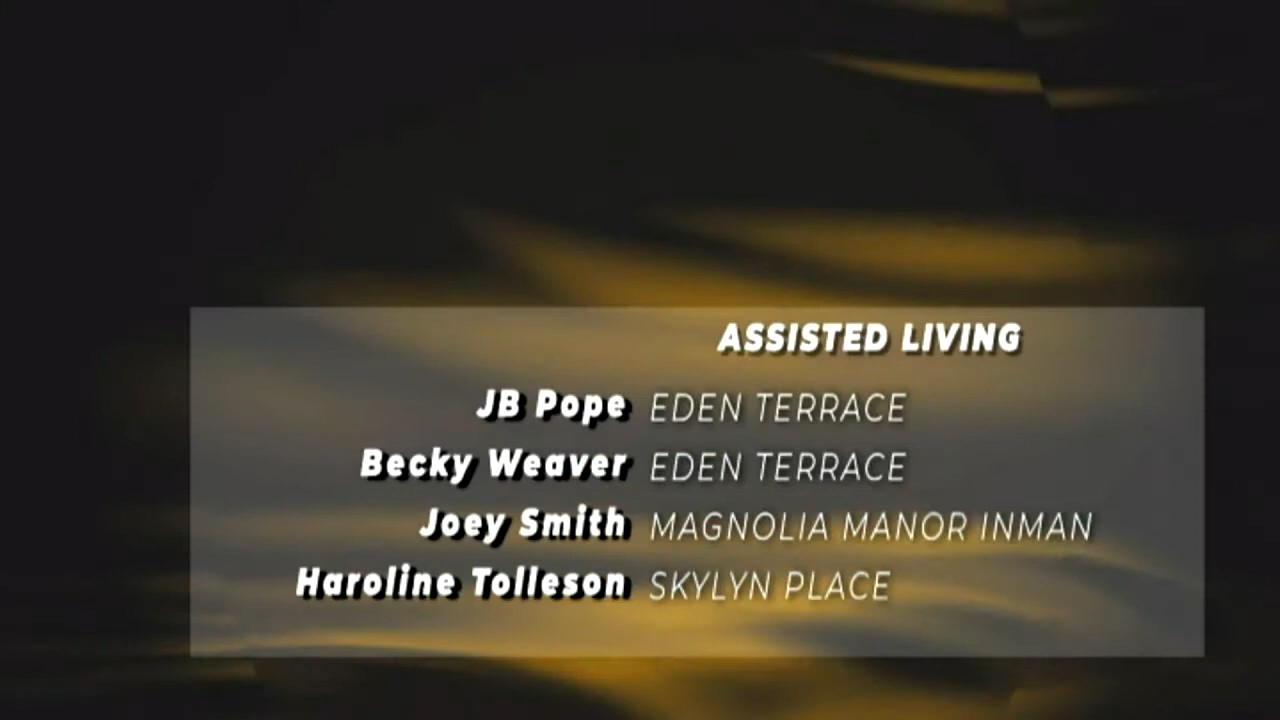 ASSISTED LIVING
JB Pope EDEN TERRACE
Becky Weaver EDEN TERRACE
Joey Smith MAGNOLIA MANOR INMAN
Haroline Tolleson SKYLYN PLACE